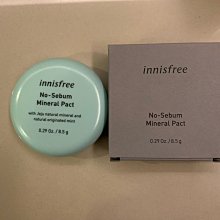 innisfree
No-Sebum
Mineral Pact
with Jeju natural mineral and
natural originated mint
0.29 Oz. / 8.5 g
innisfree
No-Sebum
Mineral Pact
0.29 Oz. / 8.5 g